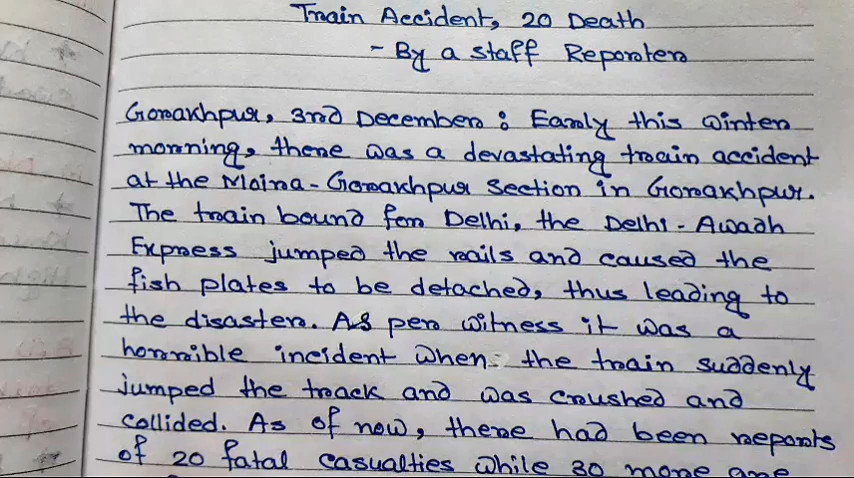 Train Accident, 20 Death
- By a staff Reporter
Gorakhpur, 3rd December : Early this winter
morning, there was a devastating train accident
at the Moina - Gorakhpur Section in Gorakhpur.
The train bound for Delhi, the Delhi - Awadh
Express jumped the rails and caused the
fish plates to be detached, thus leading to
the disaster. As per witness it was a
horrible incident when the train suddenly
jumped the track and was crushed and
collided. As of now, there had been reports
of 20 fatal casualties while 30 more are